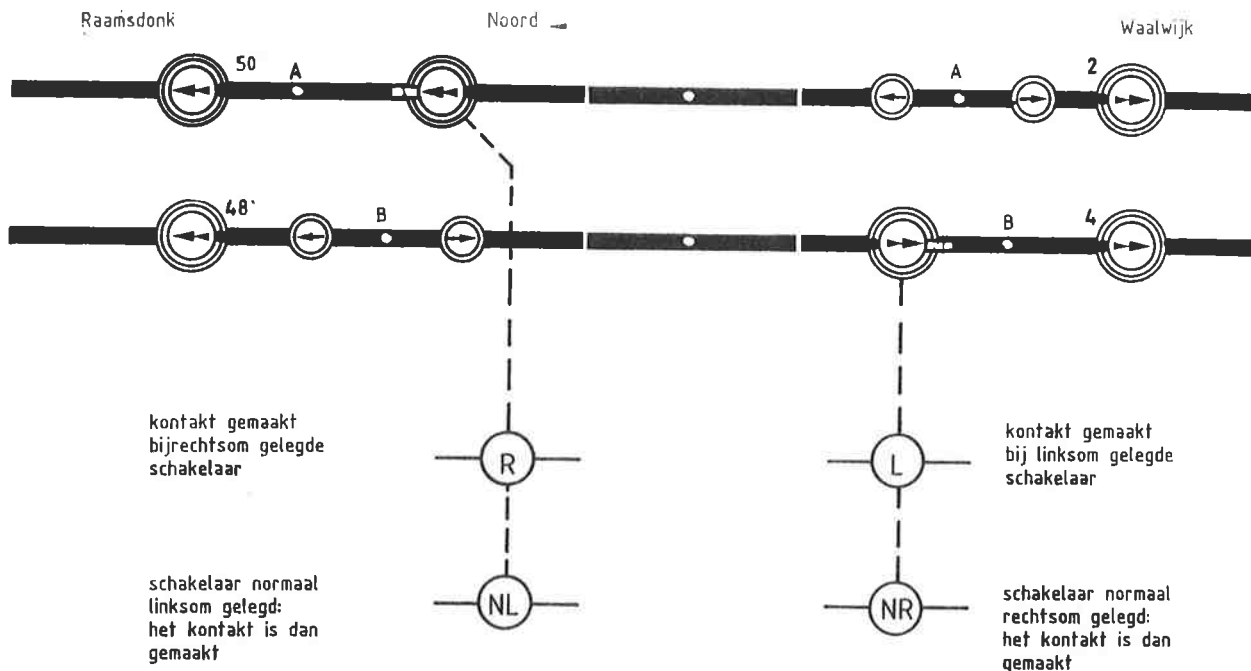 Raamsdonk
Noord
Waalwijk
50
A
A
2
48
B
B
4
kontakt gemaakt
bijrechtsom gelegde
schakelaar
R
L
kontakt gemaakt
bij linksom gelegde
schakelaar
schakelaar normaal
linksom gelegd:
het kontakt is dan
gemaakt
NL
NR
schakelaar normaal
rechtsom gelegd:
het kontakt is dan
gemaakt